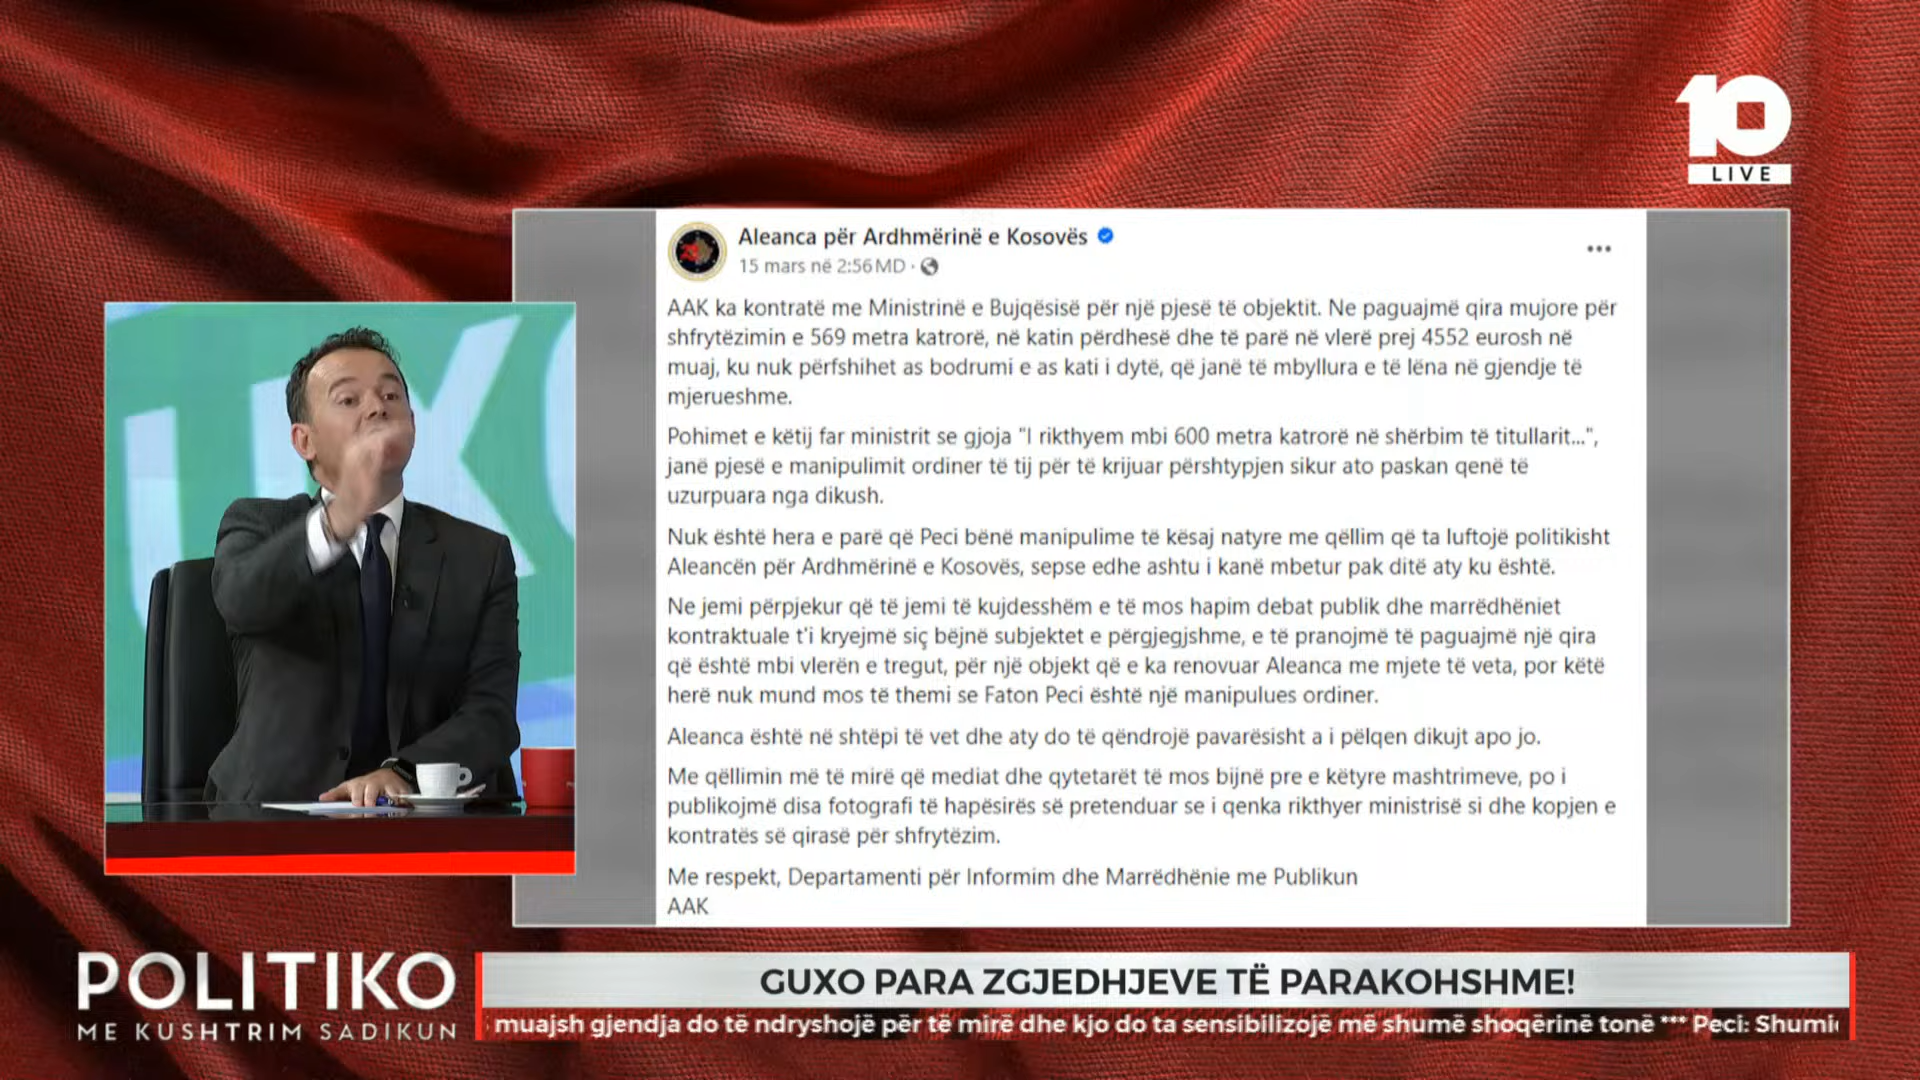 10
LIVE
Aleanca për Ardhmërinë e Kosovës
15 mars në 2:56 MD ·
AAK ka kontratë me Ministrinë e Bujqësisë për një pjesë të objektit. Ne paguajmë qira mujore për
shfrytëzimin e 569 metra katrorë, në katin përdhesë dhe të parë në vlerë prej 4552 eurosh në
muaj, ku nuk përfshihet as bodrumi e as kati i dytë, që janë të mbyllura e të lëna në gjendje të
mjerueshme.
Pohimet e këtij far ministrit se gjoja "I rikthyem mbi 600 metra katrorë në shërbim të titullarit...",
janë pjesë e manipulimit ordiner të tij për të krijuar përshtypjen sikur ato paskan qenë të
uzurpuara nga dikush.
Nuk është hera e parë që Peci bënë manipulime të kësaj natyre me qëllim që ta luftojë politikisht
Aleancën për Ardhmërinë e Kosovës, sepse edhe ashtu i kanë mbetur pak ditë aty ku është.
Ne jemi përpjekur që të jemi të kujdesshëm e të mos hapim debat publik dhe marrëdhëniet
kontraktuale t'i kryejmë siç bëjnë subjektet e përgjegjshme, e të pranojmë të paguajmë një qira
që është mbi vlerën e tregut, për një objekt që e ka renovuar Aleanca me mjete të veta, por këtë
herë nuk mund mos të themi se Faton Peci është një manipulues ordiner.
Aleanca është në shtëpi të vet dhe aty do të qëndrojë pavarësisht a i pëlqen dikujt apo jo.
Me qëllimin më të mirë që mediat dhe qytetarët të mos bijnë pre e këtyre mashtrimeve, po i
publikojmë disa fotografi të hapësirës së pretenduar se i qenka rikthyer ministrisë si dhe kopjen e
kontratës së qirasë për shfrytëzim.
Me respekt, Departamenti për Informim dhe Marrëdhënie me Publikun
AAK
POLITIKO
ME KUSHTRIM SADIKUN
GUXO PARA ZGJEDHJEVE TË PARAKOHSHME!
muajsh gjendja do të ndryshojë për të mirë dhe kjo do ta sensibilizojë më shumë shoqërinë tonë *** Peci: